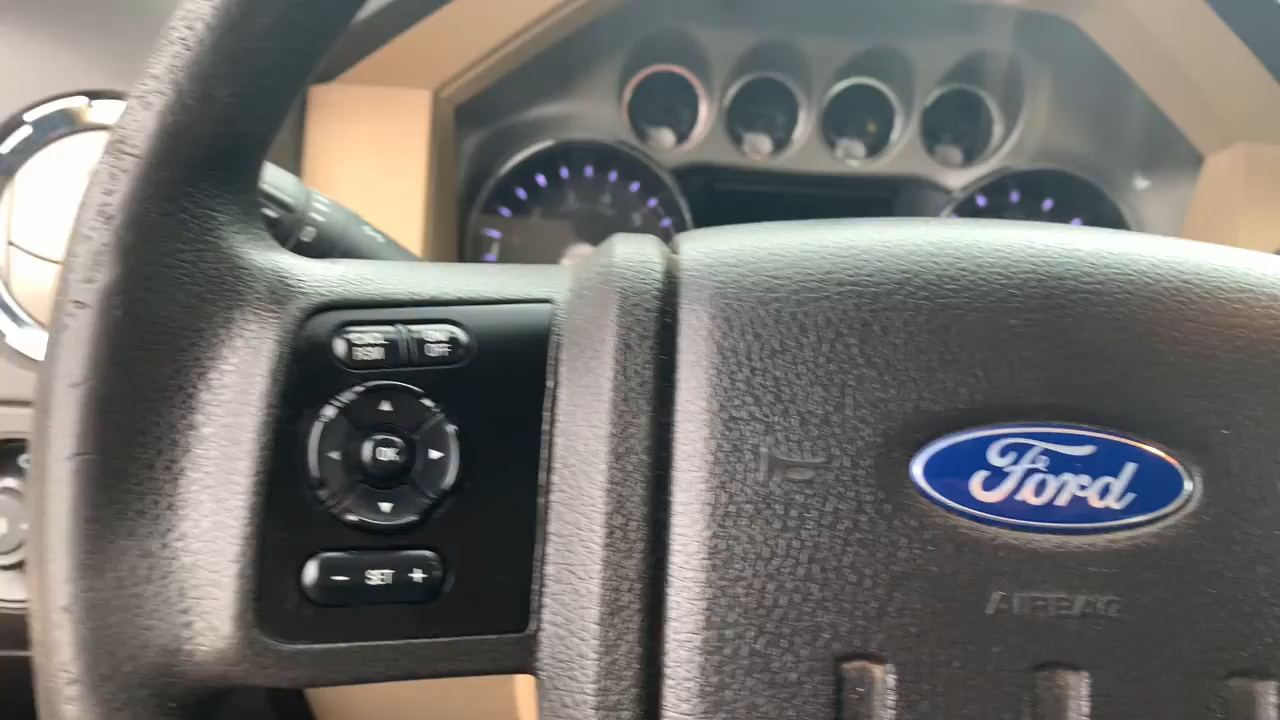 RSM
OFF
OK
- SET +
Ford
AIRBAG